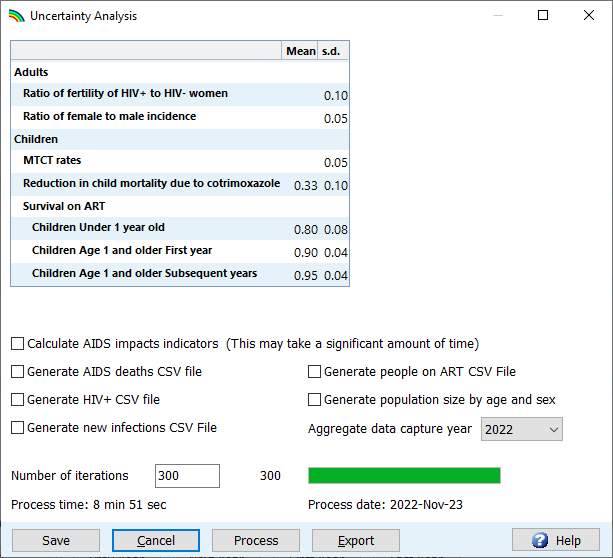 Uncertainty Analysis
Mean s.d.
Adults
Ratio of fertility of HIV+ to HIV- women 0.10
Ratio of female to male incidence 0.05
Children
MTCT rates 0.05
Reduction in child mortality due to cotrimoxazole 0.33 0.10
Survival on ART
Children Under 1 year old 0.80 0.08
Children Age 1 and older First year 0.90 0.04
Children Age 1 and older Subsequent years 0.95 0.04
Calculate AIDS impacts indicators (This may take a significant amount of time)
Generate AIDS deaths CSV file Generate people on ART CSV File
Generate HIV+ CSV file Generate population size by age and sex
Generate new infections CSV File Aggregate data capture year 2022
Number of iterations 300 300
Process time: 8 min 51 sec Process date: 2022-Nov-23
Save Cancel Process Export Help